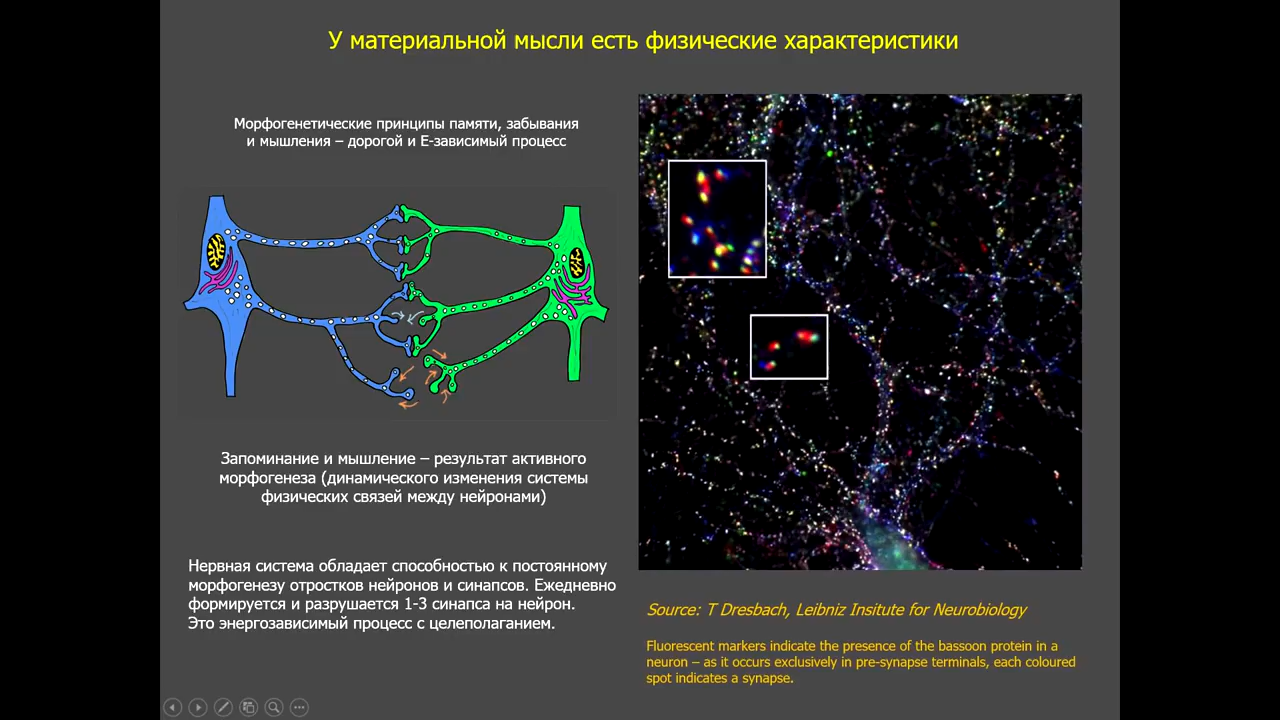 У материальной мысли есть физические характеристики
Морфогенетические принципы памяти, забывания
и мышления – дорогой и Е-зависимый процесс
Запоминание и мышление – результат активного
морфогенеза (динамического изменения системы
физических связей между нейронами)
Нервная система обладает способностью к постоянному
морфогенезу отростков нейронов и синапсов. Ежедневно
формируется и разрушается 1-3 синапса на нейрон.
Это энергозависимый процесс с целеполаганием.
Source: T Dresbach, Leibniz Insitute for Neurobiology
Fluorescent markers indicate the presence of the bassoon protein in a
neuron – as it occurs exclusively in pre-synapse terminals, each coloured
spot indicates a synapse.